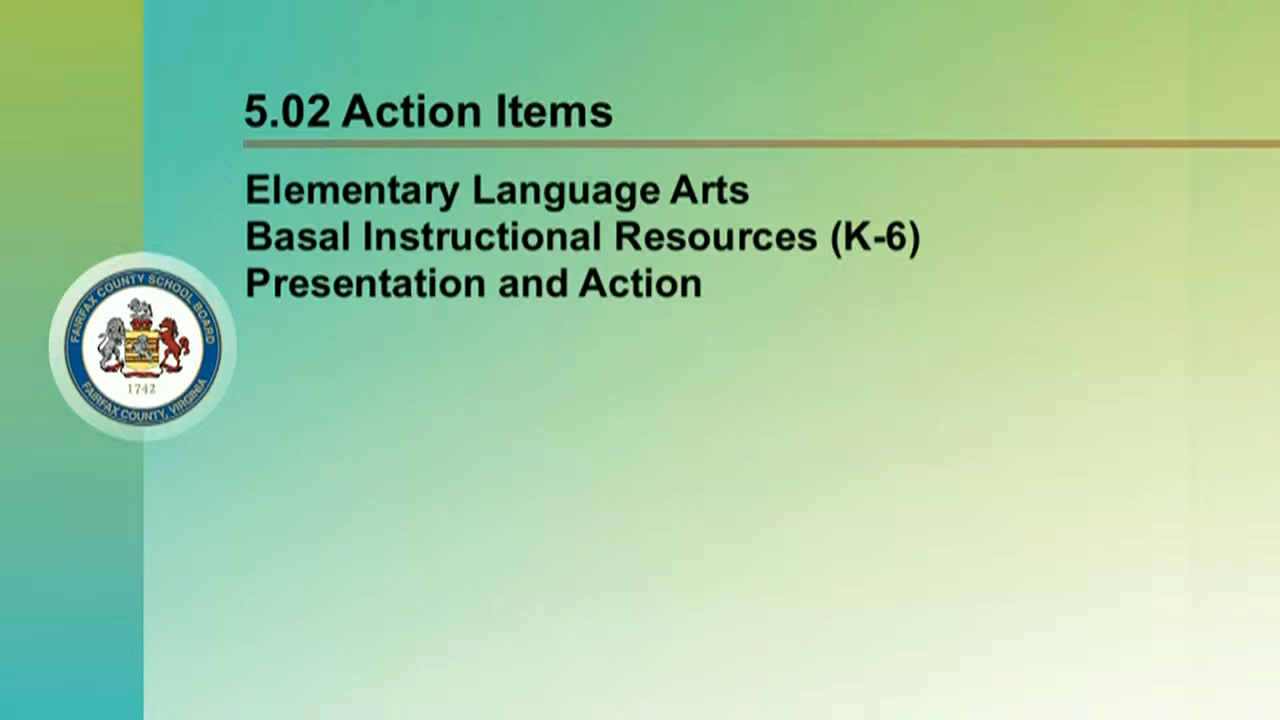 5.02 Action Items
Elementary Language Arts
Basal Instructional Resources (K-6)
Presentation and Action
FAIRFAX COUNTY SCHOOL BOARD
1742
FAIRFAX COUNTY, VIRGINIA